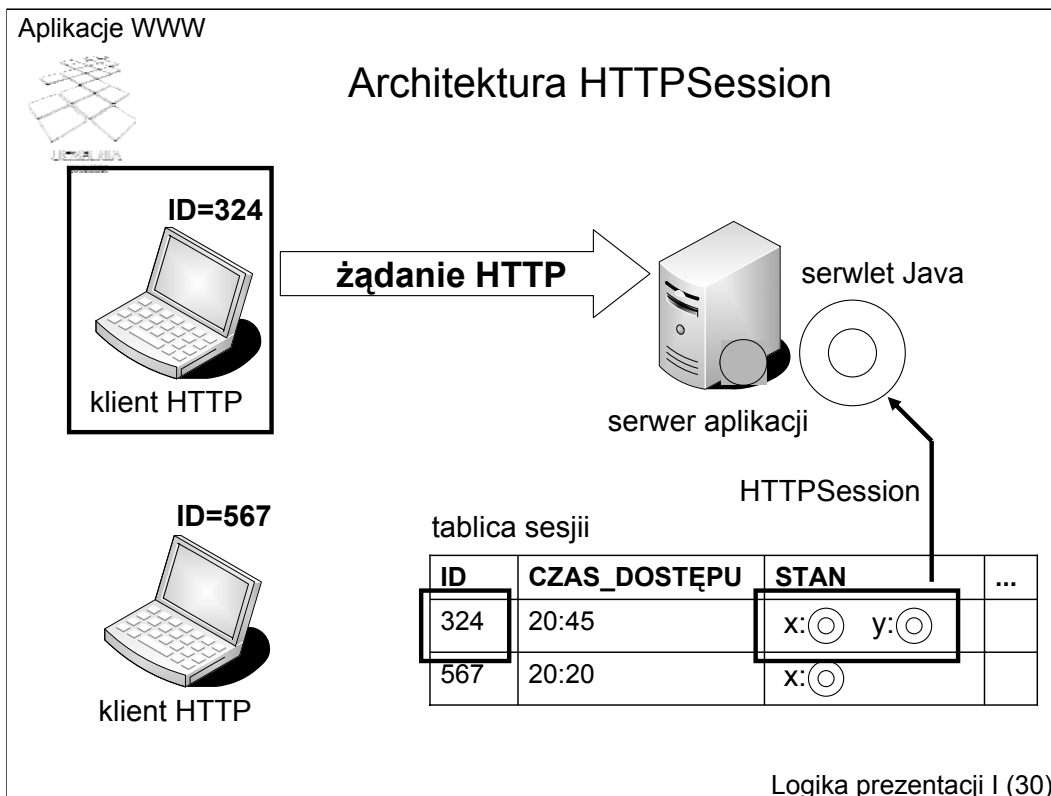 Aplikacje WWW
Architektura HTTPSession
ID=324
żądanie HTTP
serwlet Java
klient HTTP
serwer aplikacji
HTTPSession
ID=567
tablica sesjii
ID CZAS_DOSTĘPU STAN ...
324 20:45 x: y:
567 20:20 x:
klient HTTP
Logika prezentacji I (30)